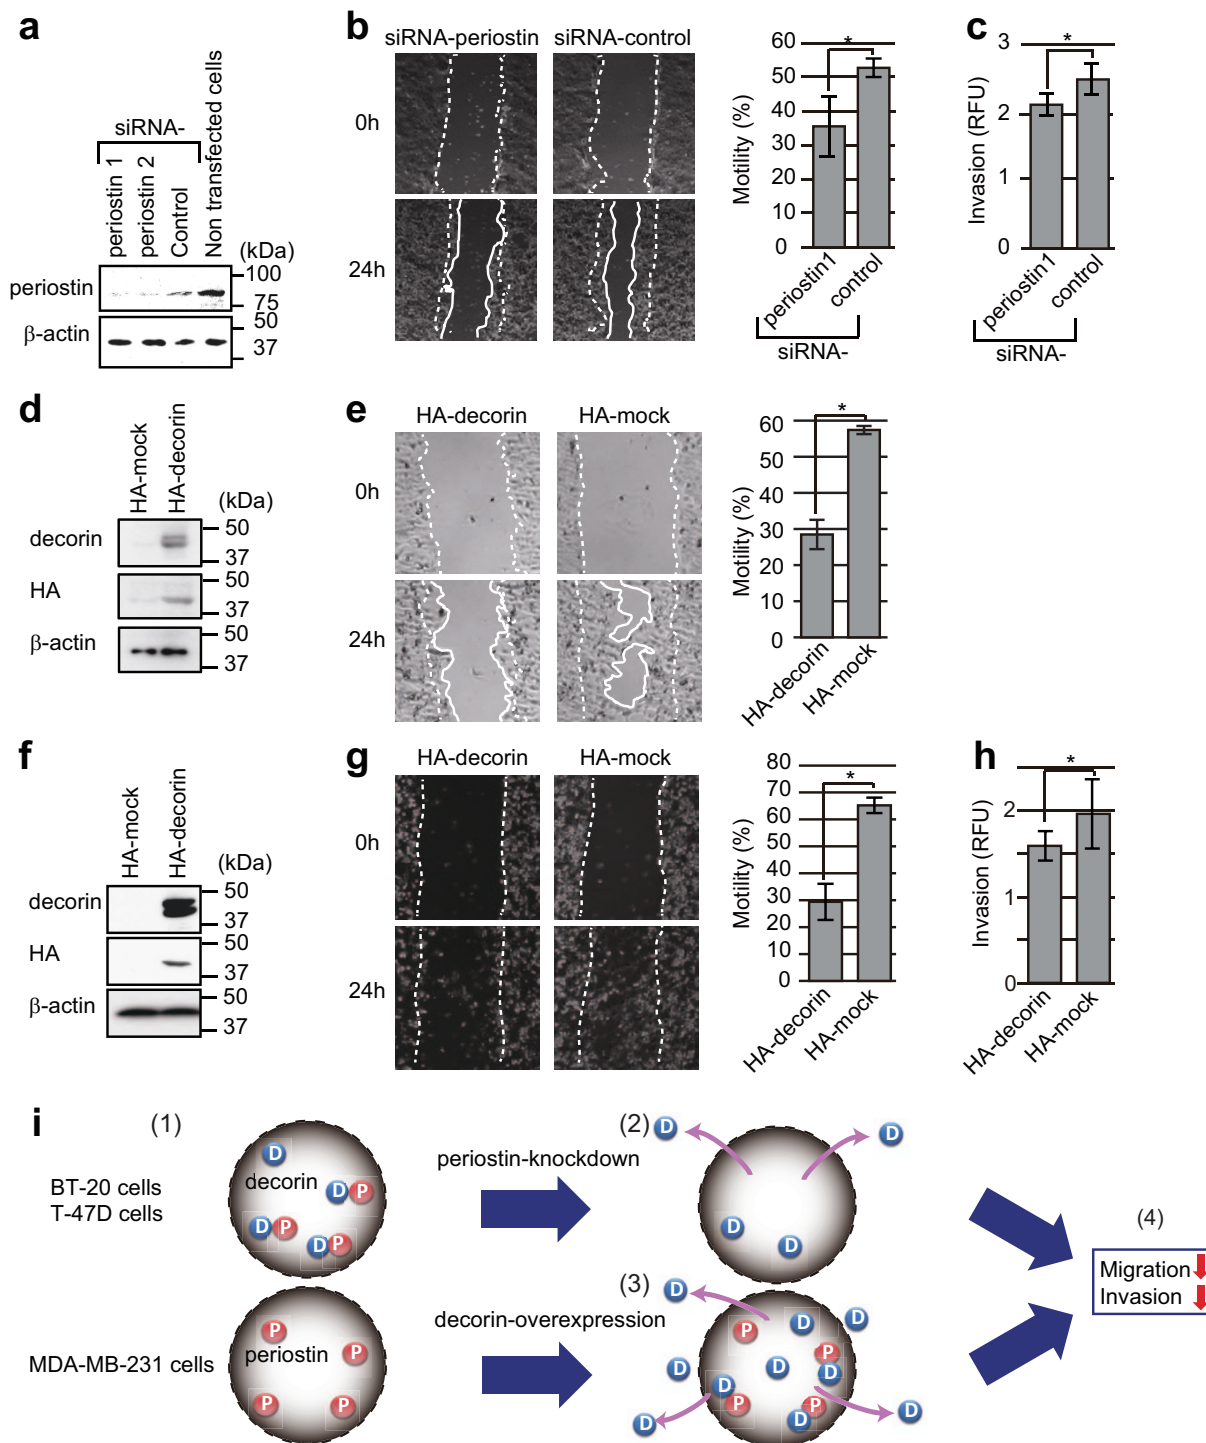 a
siRNA-
periostin 1
periostin 2
Control
Non transfected cells
(kDa)
periostin
100
75
β-actin
50
37
b
siRNA-periostin
siRNA-control
0h
24h
Motility (%)
60
50
40
30
20
10
0
*
periostin1
control
siRNA-
c
Invasion (RFU)
3
2
1
0
*
periostin1
control
siRNA-
d
HA-mock
HA-decorin
(kDa)
decorin
50
37
HA
50
37
β-actin
50
37
e
HA-decorin
HA-mock
0h
24h
Motility (%)
60
50
40
30
20
10
0
*
HA-decorin
HA-mock
f
HA-mock
HA-decorin
(kDa)
decorin
50
37
HA
50
37
β-actin
50
37
g
HA-decorin
HA-mock
0h
24h
Motility (%)
80
70
60
50
40
30
20
10
0
*
HA-decorin
HA-mock
h
Invasion (RFU)
2
1
0
*
HA-decorin
HA-mock
i
(1)
BT-20 cells
T-47D cells
D
decorin
D P
D P
D P
periostin-knockdown
(2)
D
D
D
D
MDA-MB-231 cells
P
periostin
P
P
P
decorin-overexpression
(3)
D
P
D
D
P
D
D
D
D
P
P
D
D
D
(4)
Migration
Invasion